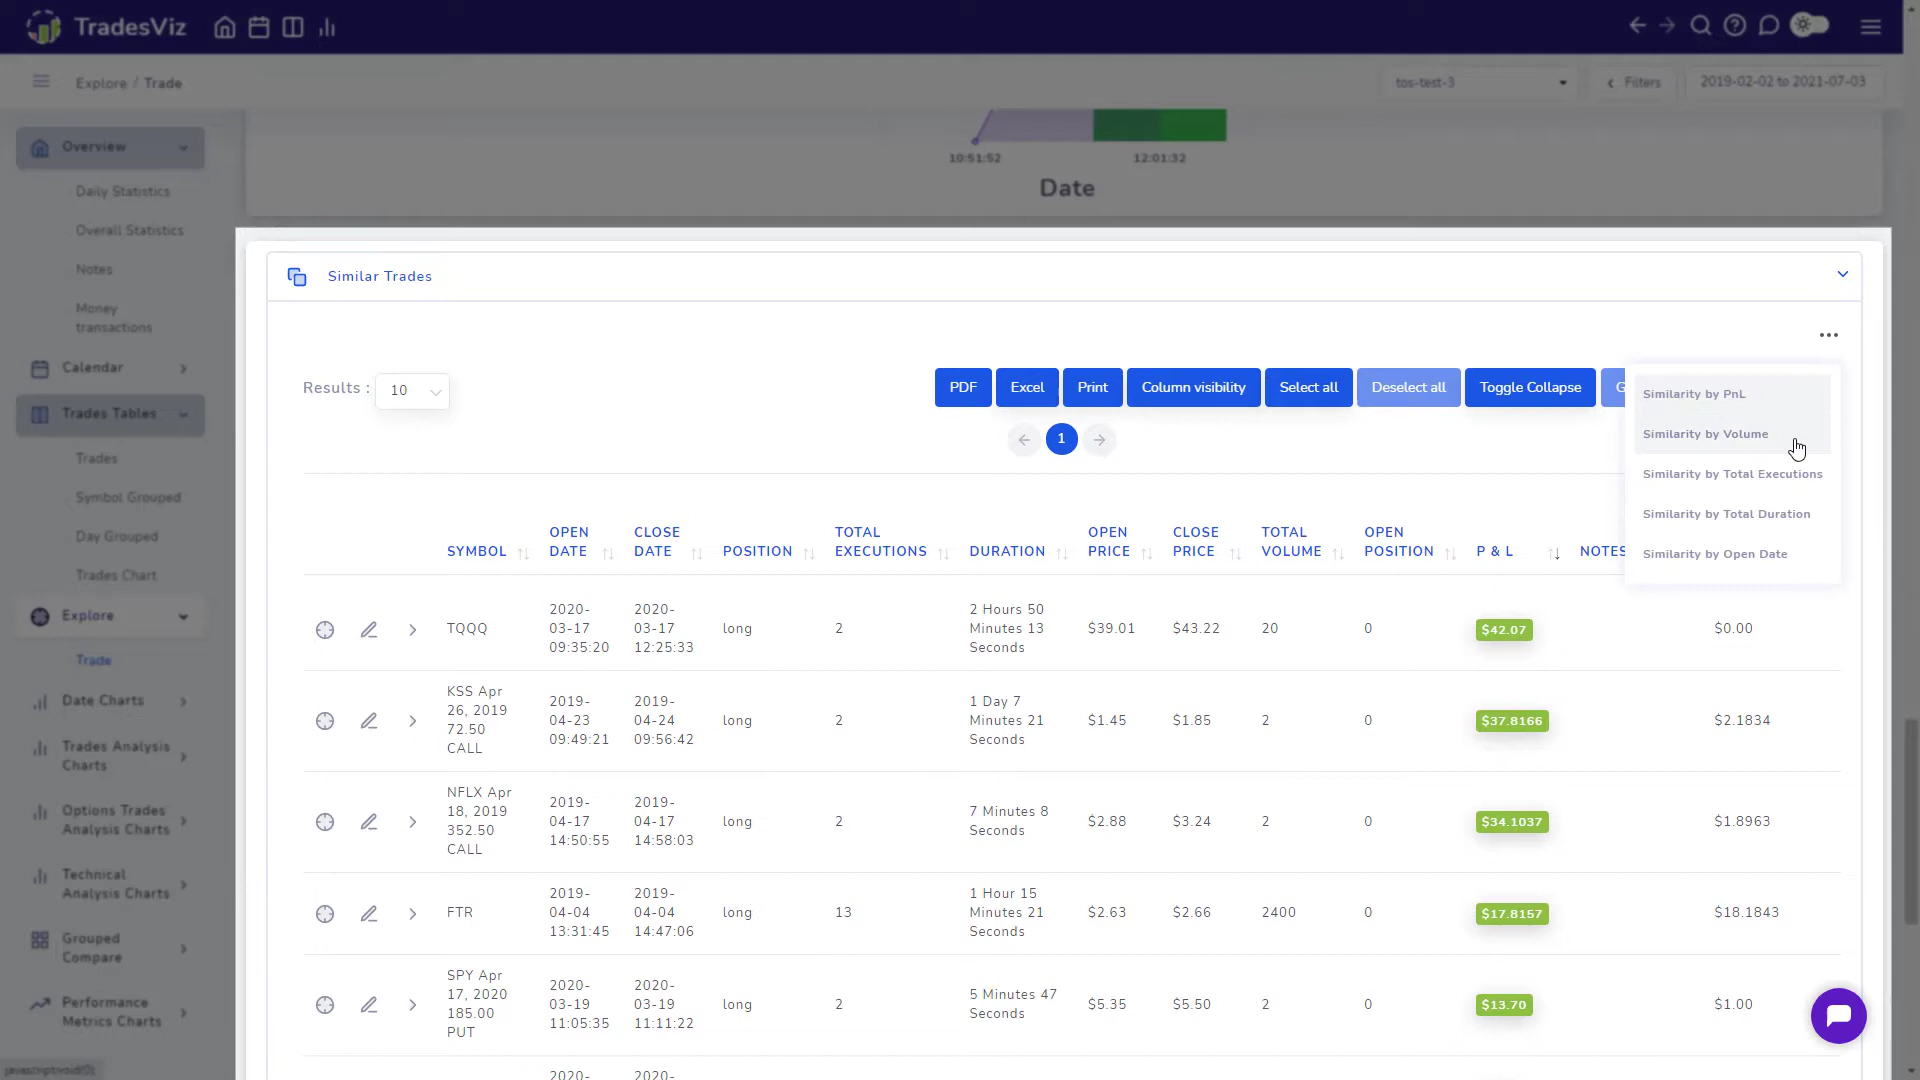 TradesViz
Explore / Trade
tos-test-3
Filters
2019-02-02 to 2021-07-03
Overview
Daily Statistics
Overall Statistics
Notes
Money
transactions
Calendar
Trades Tables
Trades
Symbol Grouped
Day Grouped
Trades Chart
Explore
Trade
Date Charts
Trades Analysis
Charts
Options Trades
Analysis Charts
Technical
Analysis Charts
Grouped
Compare
Performance
Metrics Charts
javascript:void(0);
10:51:52
12:01:32
Date
Similar Trades
Results : 10
PDF
Excel
Print
Column visibility
Select all
Deselect all
Toggle Collapse
G
1
Similarity by PnL
Similarity by Volume
Similarity by Total Executions
Similarity by Total Duration
Similarity by Open Date
SYMBOL
OPEN
DATE
CLOSE
DATE
POSITION
TOTAL
EXECUTIONS
DURATION
OPEN
PRICE
CLOSE
PRICE
TOTAL
VOLUME
OPEN
POSITION
P & L
NOTES
TQQQ
2020-
03-17
09:35:20
2020-
03-17
12:25:33
long
2
2 Hours 50
Minutes 13
Seconds
$39.01
$43.22
20
0
$42.07
$0.00
KSS Apr
26, 2019
72.50
CALL
2019-
04-23
09:49:21
2019-
04-24
09:56:42
long
2
1 Day 7
Minutes 21
Seconds
$1.45
$1.85
2
0
$37.8166
$2.1834
NFLX Apr
18, 2019
352.50
CALL
2019-
04-17
14:50:55
2019-
04-17
14:58:03
long
2
7 Minutes 8
Seconds
$2.88
$3.24
2
0
$34.1037
$1.8963
FTR
2019-
04-04
13:31:45
2019-
04-04
14:47:06
long
13
1 Hour 15
Minutes 21
Seconds
$2.63
$2.66
2400
0
$17.8157
$18.1843
SPY Apr
17, 2020
185.00
PUT
2020-
03-19
11:05:35
2020-
03-19
11:11:22
long
2
5 Minutes 47
Seconds
$5.35
$5.50
2
0
$13.70
$1.00
2020-
2020-